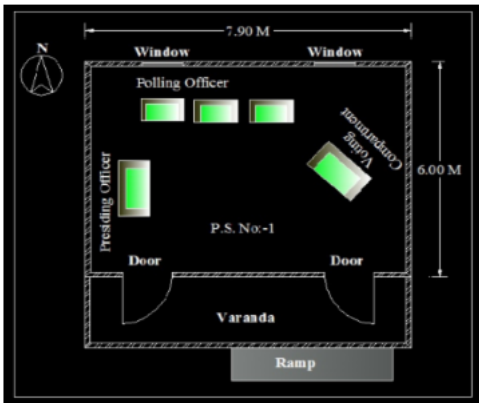 7.90 M
N
Window
Window
Polling Officer
Voting
Compartment
6.00 M
Presiding Officer
P.S. No:-1
Door
Door
Varanda
Ramp